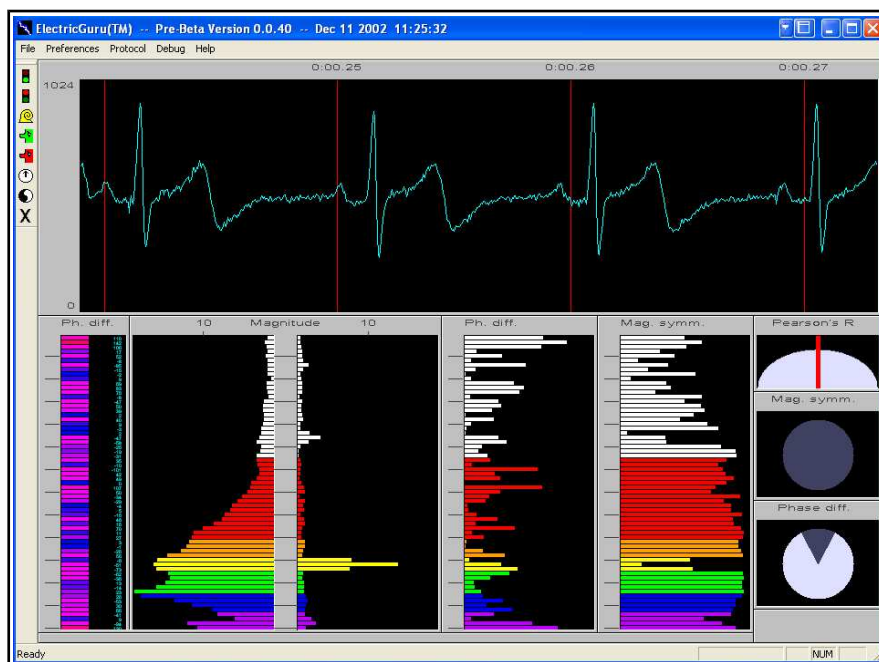 ElectricGuru(TM) -- Pre-Beta Version 0.0.40 -- Dec 11 2002 11:25:32
File Preferences Protocol Debug Help
0:00.25 0:00.26 0:00.27
1024
0
Ph. diff. 10 Magnitude 10 Ph. diff. Mag. symm. Pearson's R
Mag. symm.
Phase diff.
Ready NUM